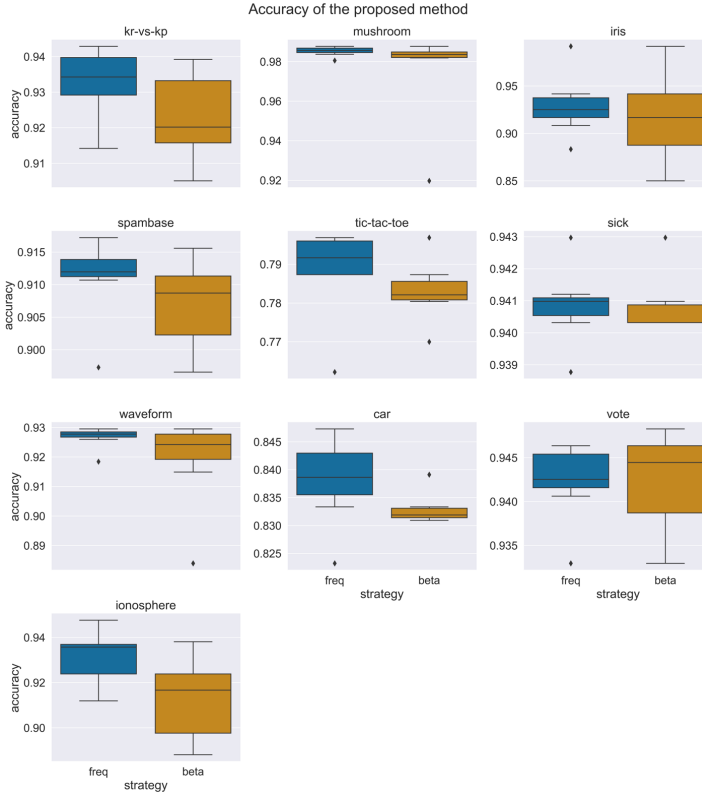 Accuracy of the proposed method
kr-vs-kp
mushroom
iris
0.94
0.93
0.92
0.91
accuracy
0.98
0.96
0.94
0.92
0.95
0.90
0.85
spambase
tic-tac-toe
sick
0.915
0.910
0.905
0.900
accuracy
0.79
0.78
0.77
0.943
0.942
0.941
0.940
0.939
waveform
car
vote
0.93
0.92
0.91
0.90
0.89
accuracy
0.845
0.840
0.835
0.830
0.825
freq beta
strategy
0.945
0.940
0.935
freq beta
strategy
ionosphere
0.94
0.92
0.90
accuracy
freq beta
strategy